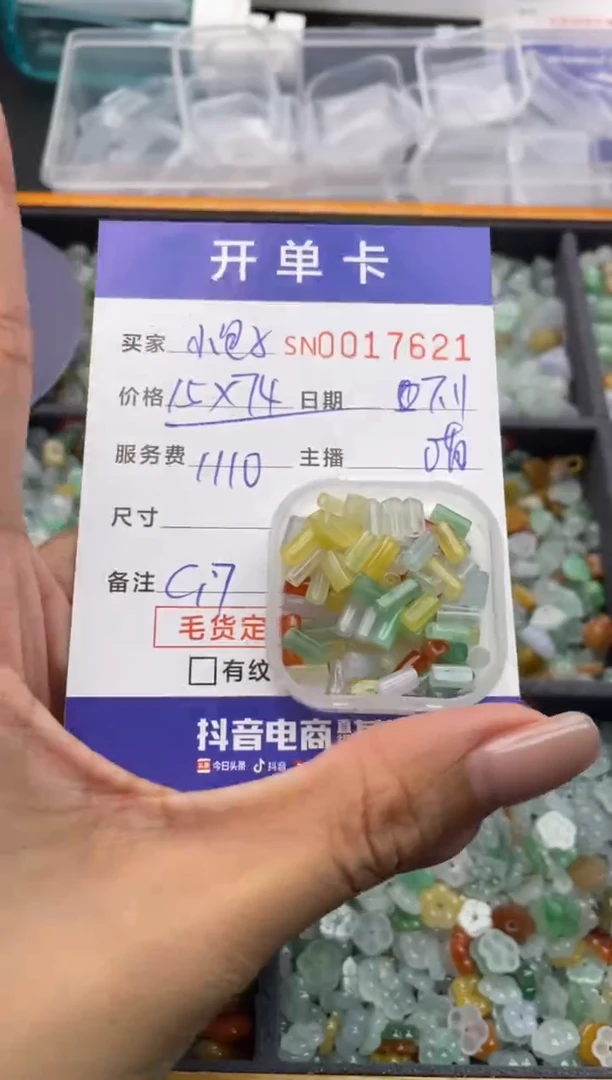 开单卡
买家 小包 SN0017621
价格 15X74 日期 7.11
服务费 1110 主播
尺寸
备注 G7
毛货定
有纹
抖音电商
今日头条 抖音